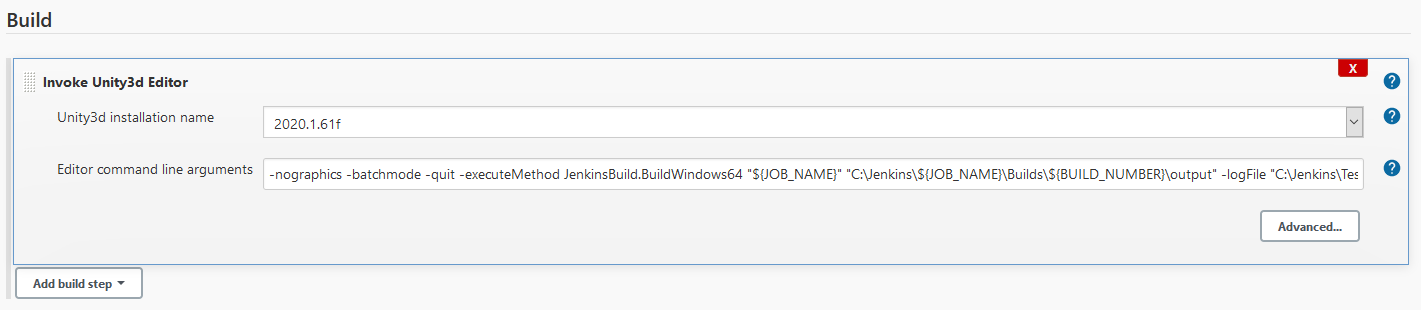 Build
Invoke Unity3d Editor
X
?
Unity3d installation name
2020.1.61f
?
Editor command line arguments
-nographics -batchmode -quit -executeMethod JenkinsBuild.BuildWindows64 "${JOB_NAME}" "C:\Jenkins\${JOB_NAME}\Builds\${BUILD_NUMBER}\output" -logFile "C:\Jenkins\Tes
?
Advanced...
Add build step